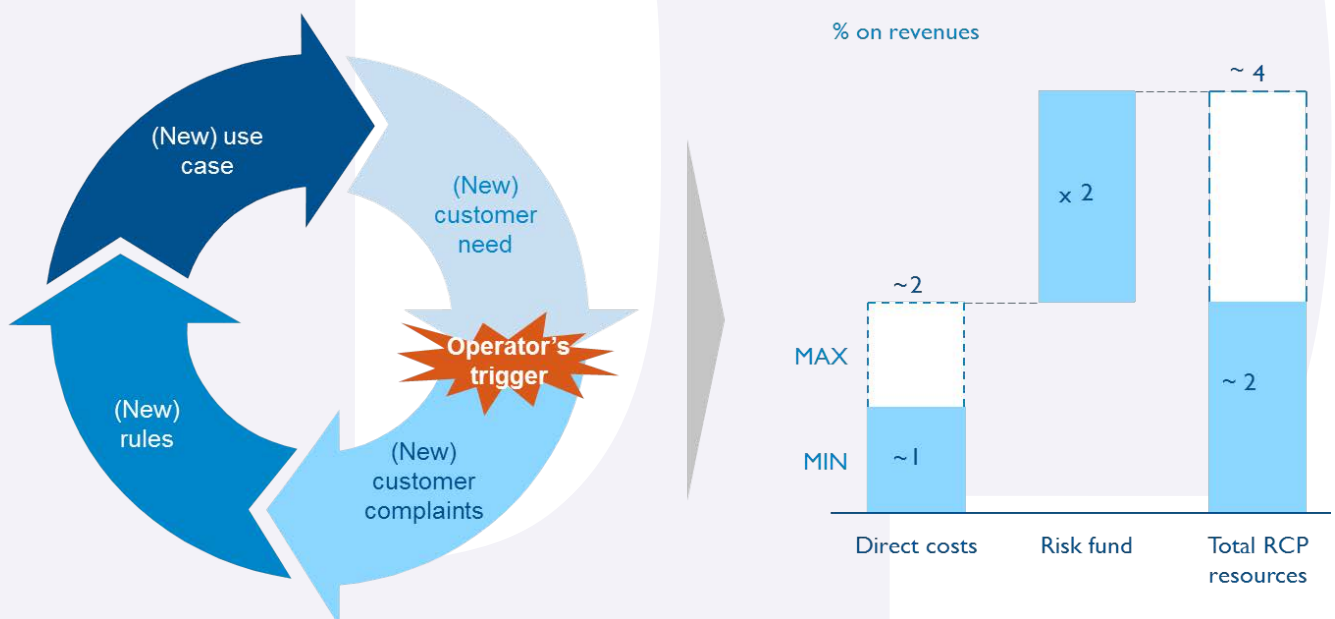 (New) use
case
(New)
customer
need
Operator's
trigger
(New)
customer
complaints
(New)
rules
% on revenues
~ 4
x 2
~2
MAX
~ 2
MIN
~1
Direct costs
Risk fund
Total RCP
resources